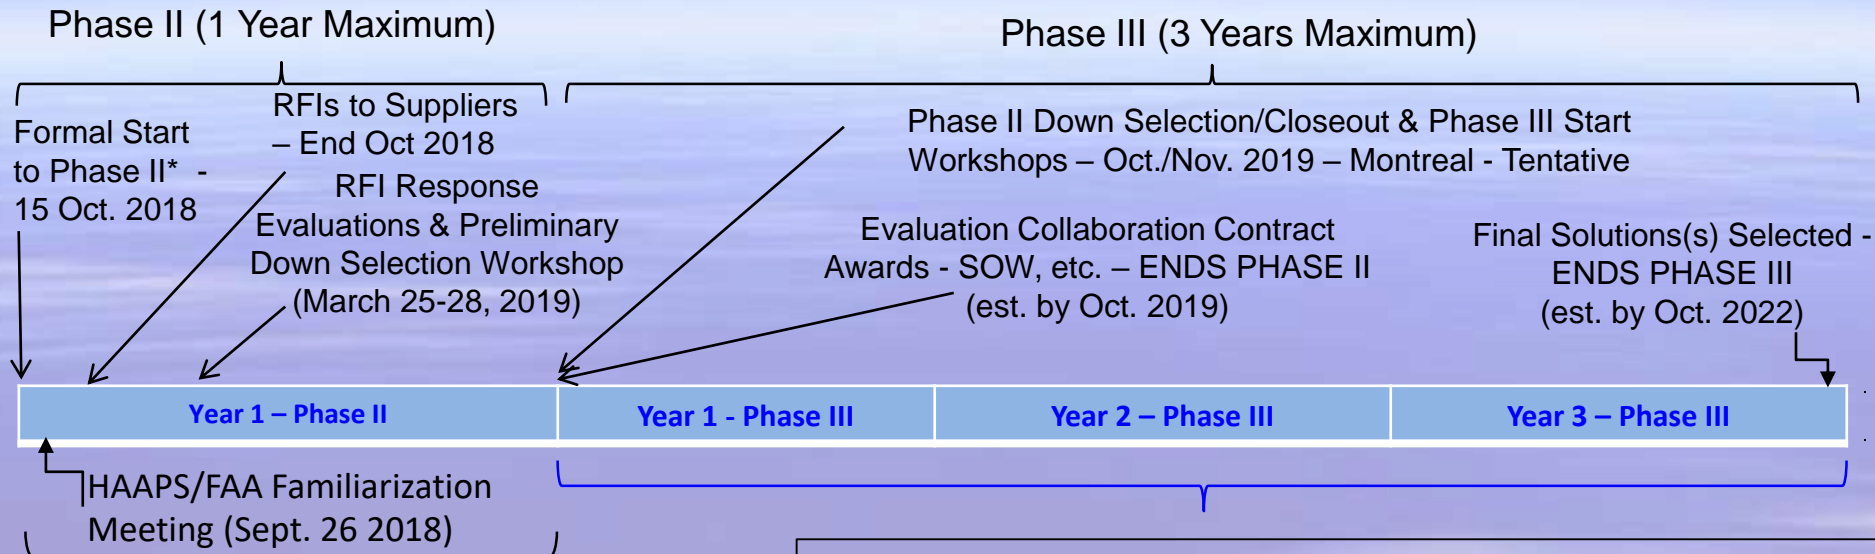 Phase II (1 Year Maximum)
Phase III (3 Years Maximum)
Formal Start
to Phase II* -
15 Oct. 2018
RFIs to Suppliers
– End Oct 2018
RFI Response
Evaluations & Preliminary
Down Selection Workshop
(March 25-28, 2019)
Phase II Down Selection/Closeout & Phase III Start
Workshops – Oct./Nov. 2019 – Montreal - Tentative
Evaluation Collaboration Contract
Awards - SOW, etc. – ENDS PHASE II
(est. by Oct. 2019)
Final Solutions(s) Selected -
ENDS PHASE III
(est. by Oct. 2022)
Year 1 – Phase II
Year 1 - Phase III
Year 2 – Phase III
Year 3 – Phase III
HAAPS/FAA Familiarization
Meeting (Sept. 26 2018)